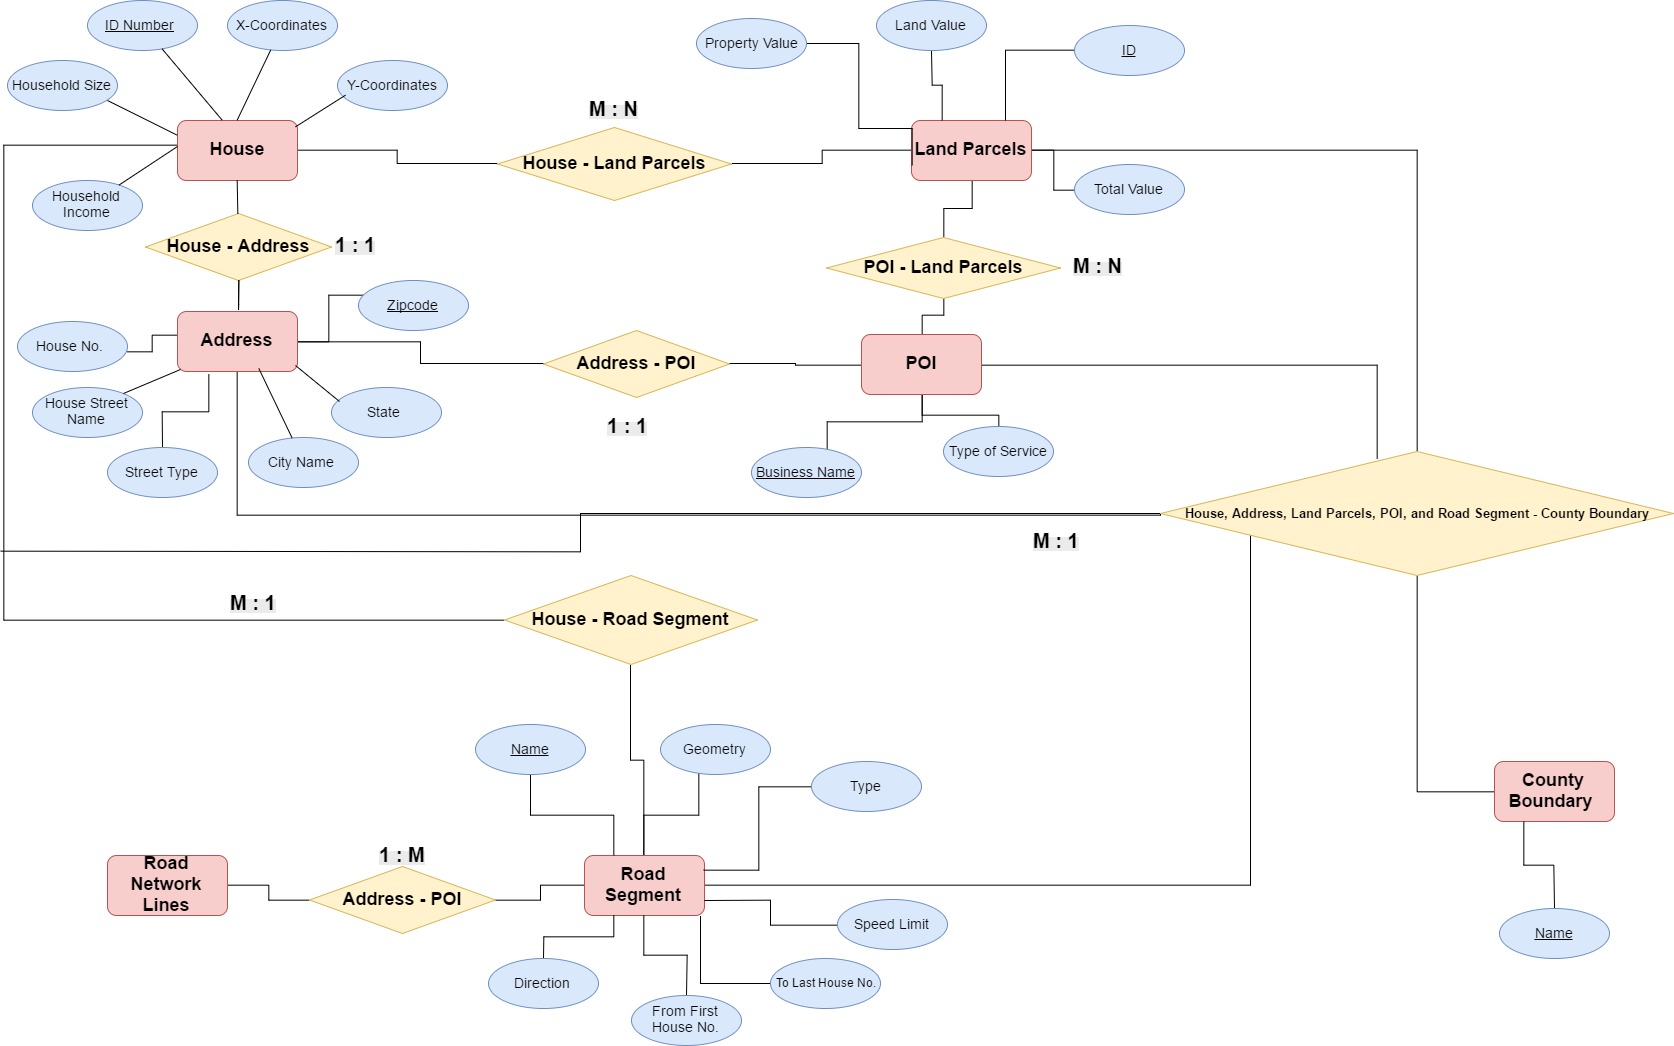 ID Number
X-Coordinates
Land Value
Property Value
ID
Household Size
Y-Coordinates
M : N
House
House - Land Parcels
Land Parcels
Household
Income
Total Value
House - Address
1 : 1
POI - Land Parcels
M : N
Zipcode
Address
House No.
Address - POI
POI
House Street
Name
State
1 : 1
City Name
Street Type
Type of Service
Business Name
House, Address, Land Parcels, POI, and Road Segment - County Boundary
M : 1
M : 1
House - Road Segment
Name
Geometry
Type
County
Boundary
1 : M
Road
Network
Lines
Address - POI
Road
Segment
Speed Limit
Name
Direction
To Last House No.
From First
House No.